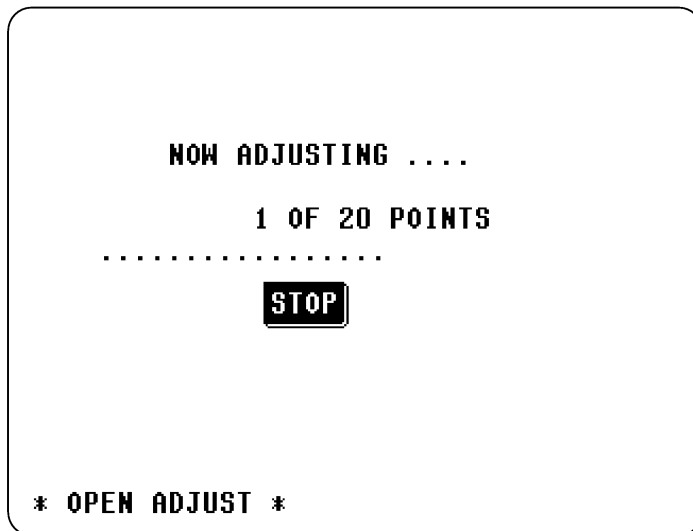 NOW ADJUSTING ....
1 OF 20 POINTS
.................
STOP
* OPEN ADJUST *